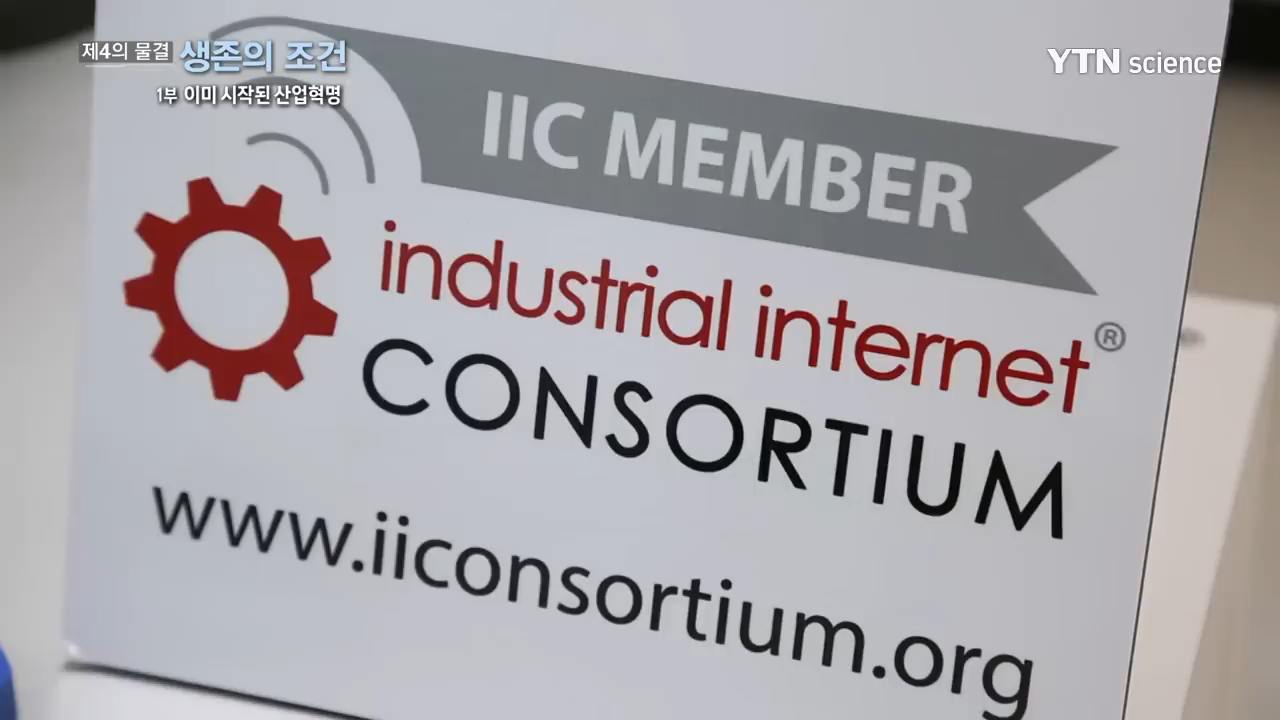 제4의 물결 생존의 조건
1부 이미 시작된 산업혁명
YTN science
IIC MEMBER
industrial internet®
CONSORTIUM
www.iiconsortium.org